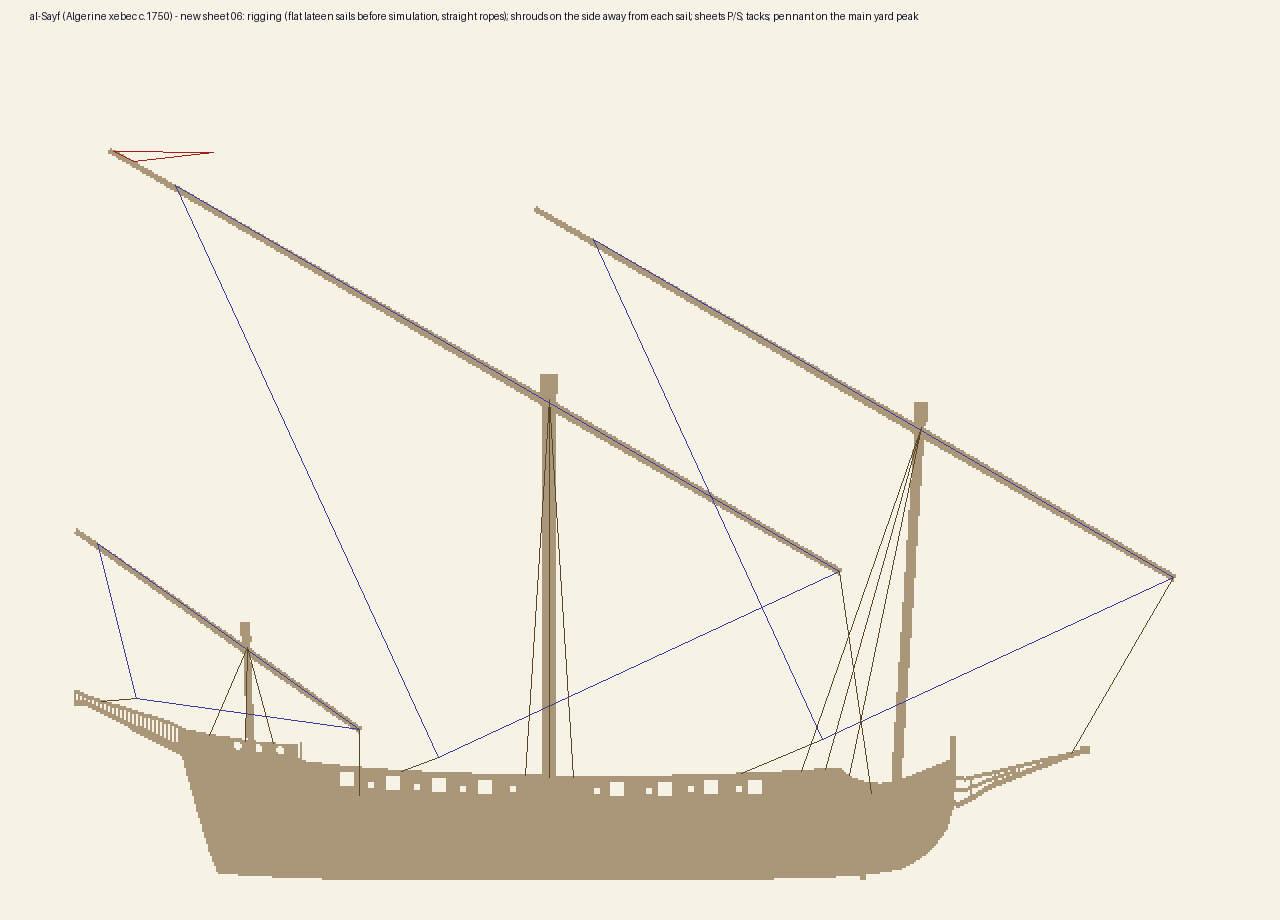 al-Sayf (Algerine xebec c.1750) - new sheet 06: rigging (flat lateen sails before simulation, straight ropes); shrouds on the side away from each sail; sheets P/S; tacks; pennant on the main yard peak